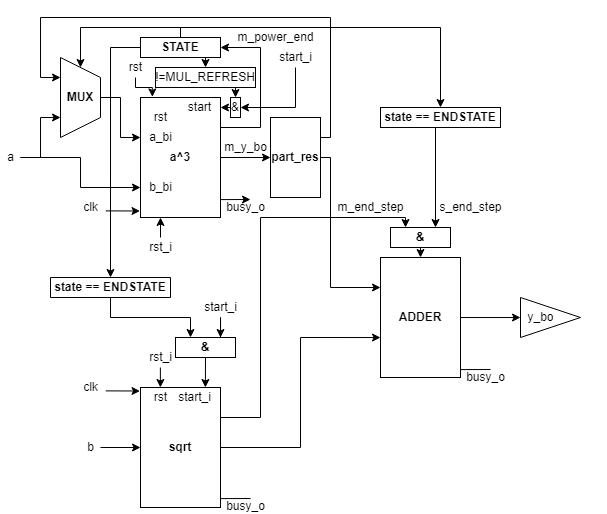 m_power_end
STATE
start_i
rst
!=MUL_REFRESH
MUX
start
&
rst
state == ENDSTATE
a_bi
a
a^3
m_y_bo
part_res
b_bi
clk
busy_o
m_end_step
s_end_step
rst_i
&
state == ENDSTATE
start_i
ADDER
y_bo
&
rst_i
clk
busy_o
rst
start_i
b
sqrt
busy_o